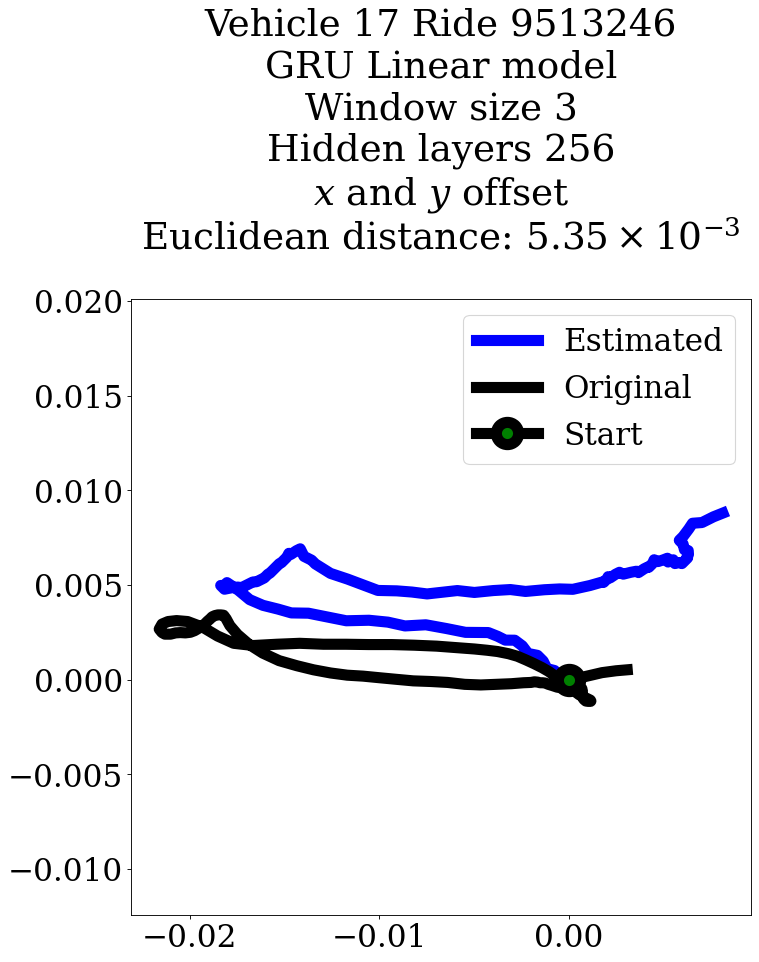 Vehicle 17 Ride 9513246
GRU Linear model
Window size 3
Hidden layers 256
x and y offset
Euclidean distance: 5.35 × 10⁻³
0.020
0.015
0.010
0.005
0.000
−0.005
−0.010
Estimated
Original
Start
−0.02
−0.01
0.00